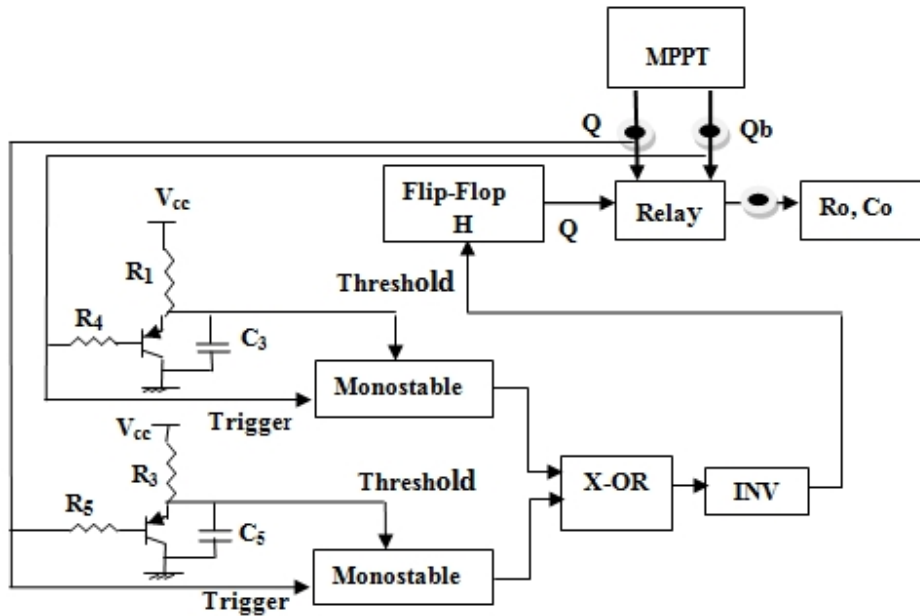 MPPT
Q
Qb
Flip-Flop
H
Q
Relay
Ro, Co
Vcc
R1
Threshold
R4
C3
Monostable
Trigger
Vcc
R3
Threshold
X-OR
INV
R5
C5
Monostable
Trigger